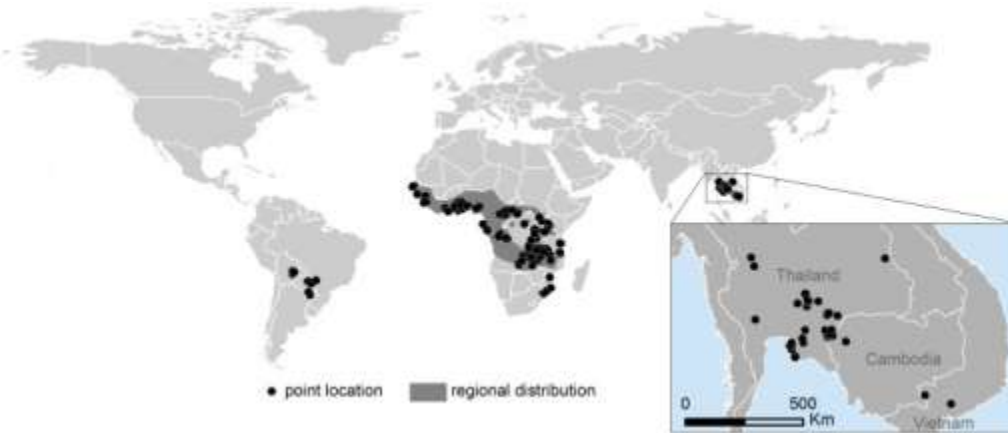 Thailand
Cambodia
● point location
regional distribution
0 500
Km
Vietnam